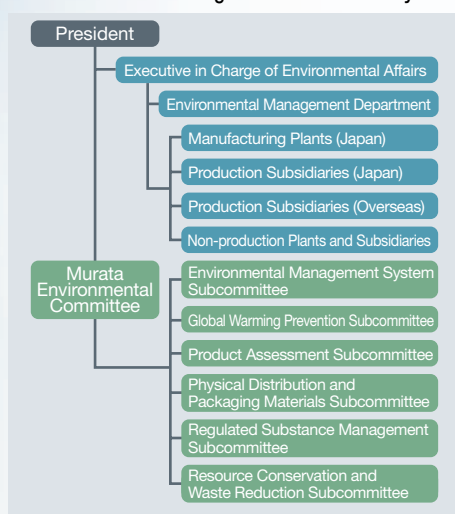 President
Executive in Charge of Environmental Affairs
Environmental Management Department
Manufacturing Plants (Japan)
Production Subsidiaries (Japan)
Production Subsidiaries (Overseas)
Non-production Plants and Subsidiaries
Murata
Environmental
Committee
Environmental Management System
Subcommittee
Global Warming Prevention Subcommittee
Product Assessment Subcommittee
Physical Distribution and
Packaging Materials Subcommittee
Regulated Substance Management
Subcommittee
Resource Conservation and
Waste Reduction Subcommittee